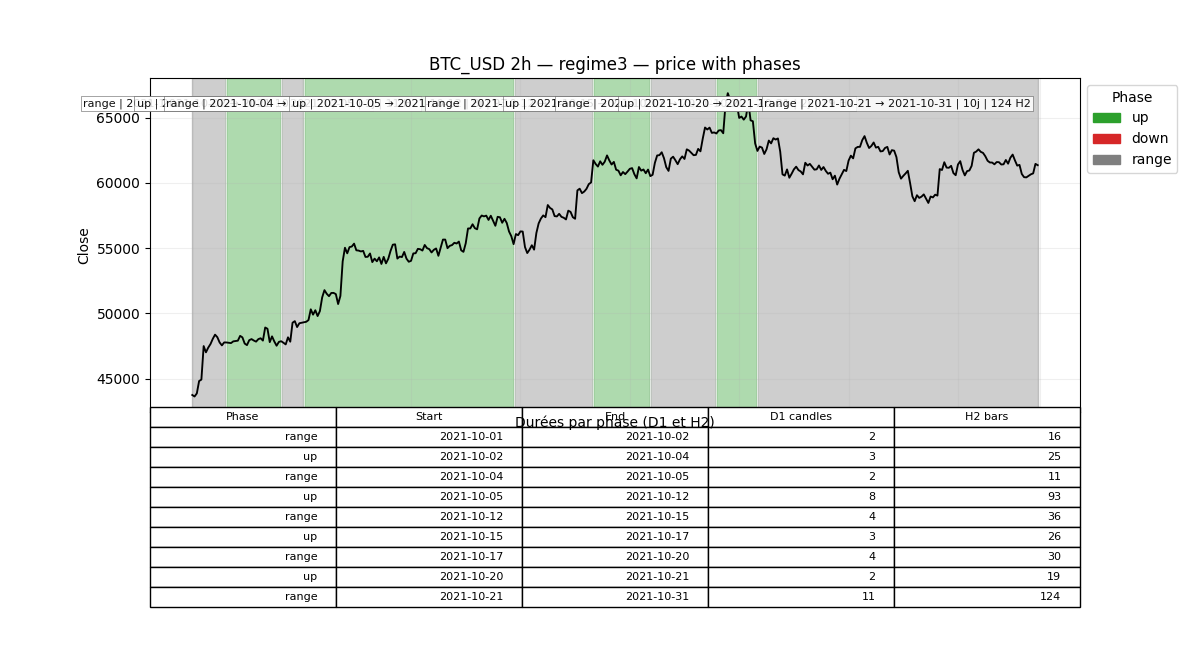 BTC_USD 2h — regime3 — price with phases
range | 2 up | range | 2021-10-04 → up | 2021-10-05 → 2021 range | 2021- up | 2021 range | 202 up | 2021-10-20 → 2021-1 range | 2021-10-21 → 2021-10-31 | 10j | 124 H2
Phase
up
down
range
65000
60000
55000
50000
45000
Close
Durées par phase (D1 et H2)
Phase Start End D1 candles H2 bars
range 2021-10-01 2021-10-02 2 16
up 2021-10-02 2021-10-04 3 25
range 2021-10-04 2021-10-05 2 11
up 2021-10-05 2021-10-12 8 93
range 2021-10-12 2021-10-15 4 36
up 2021-10-15 2021-10-17 3 26
range 2021-10-17 2021-10-20 4 30
up 2021-10-20 2021-10-21 2 19
range 2021-10-21 2021-10-31 11 124